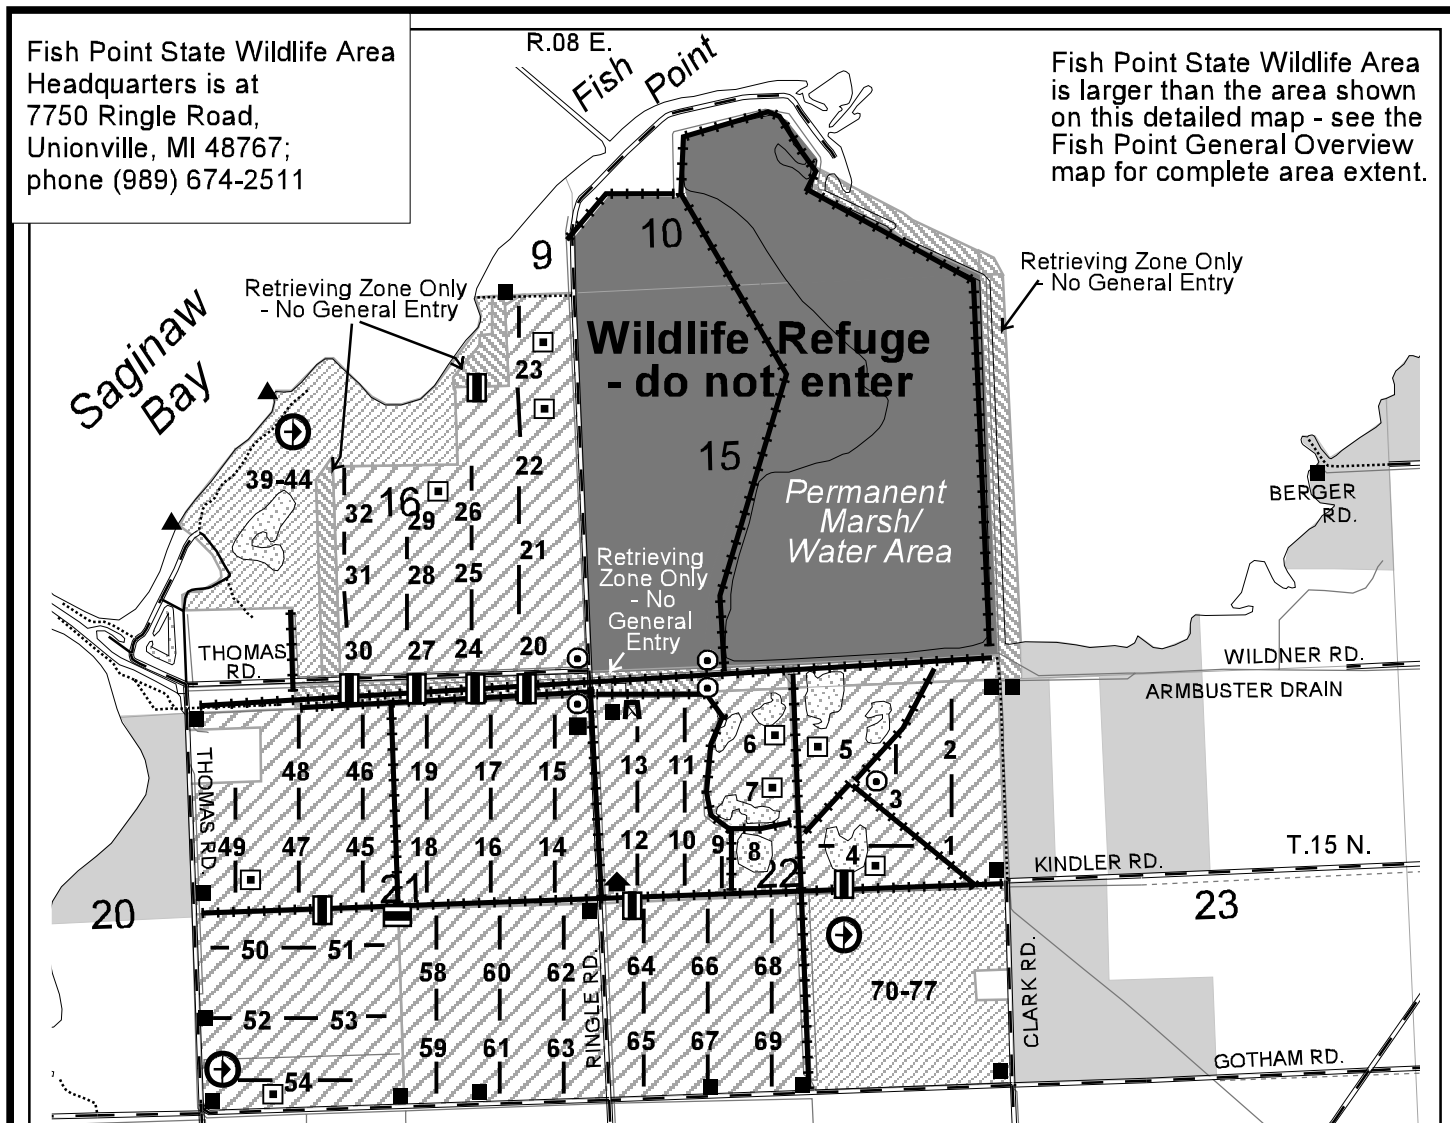 Fish Point State Wildlife Area
Headquarters is at
7750 Ringle Road,
Unionville, MI 48767;
phone (989) 674-2511
R.08 E.
Fish Point
Fish Point State Wildlife Area
is larger than the area shown
on this detailed map - see the
Fish Point General Overview
map for complete area extent.
9
10
Retrieving Zone Only
- No General Entry
Retrieving Zone Only
- No General Entry
Saginaw
Bay
Wildlife Refuge
- do not enter
23
15
22
39-44
16
Permanent
Marsh/
Water Area
BERGER
RD.
32
29
26
21
Retrieving
Zone Only
- No
General
Entry
31
28
25
THOMAS
RD.
30
27
24
20
WILDNER RD.
ARMBUSTER DRAIN
THOMAS RD.
48
46
19
17
15
13
11
6
5
2
7
3
49
47
45
18
16
14
12
10
9
8
4
1
KINDLER RD.
T.15 N.
20
21
22
23
50
51
58
60
62
64
66
68
70-77
RINGLE RD.
CLARK RD.
52
53
59
61
63
65
67
69
54
GOTHAM RD.